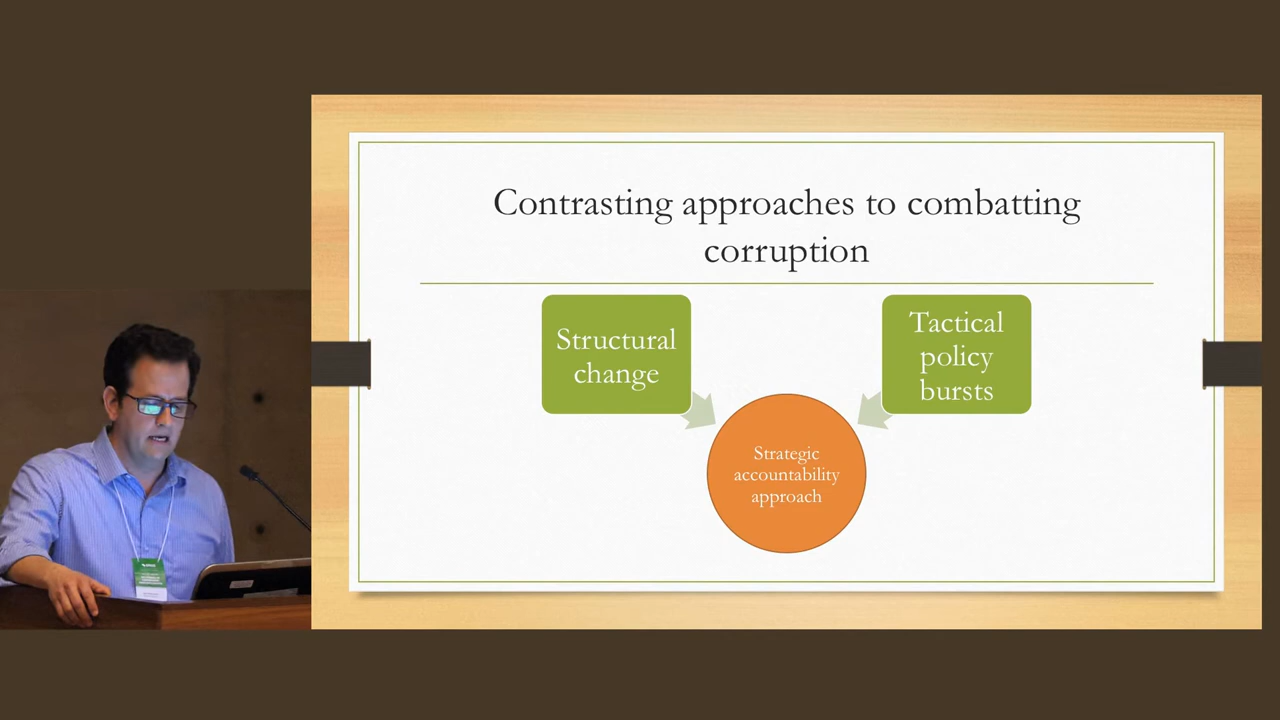 Contrasting approaches to combatting
corruption
Structural
change
Tactical
policy
bursts
Strategic
accountability
approach